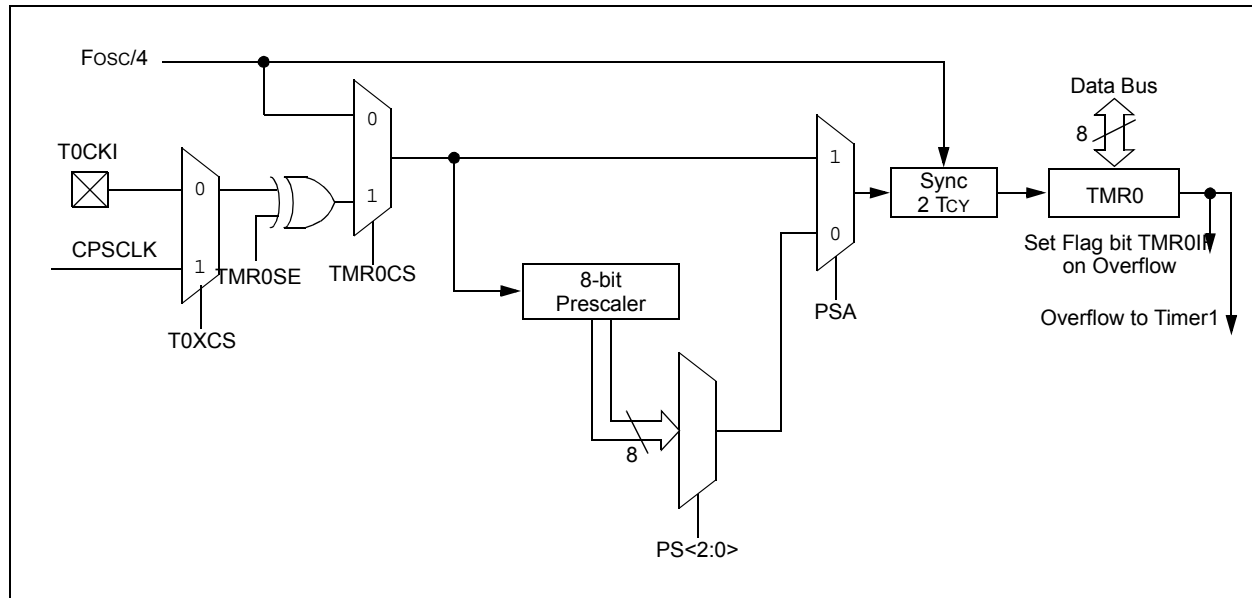 FOSC/4
Data Bus
8
T0CKI
0
1
0
1
1
0
Sync
2 TCY
TMR0
CPSCLK
TMR0SE
TMR0CS
8-bit
Prescaler
PSA
Set Flag bit TMR0IF
on Overflow
T0XCS
Overflow to Timer1
8
PS<2:0>